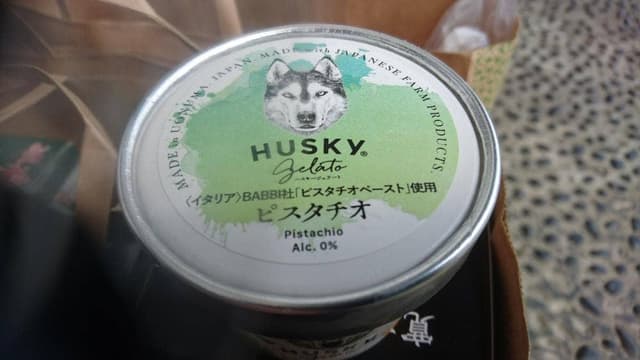 MADE in UONUMA JAPAN. MADE with JAPANESE FARM PRODUCTS.
HUSKY®
gelato
ハスキージェラート
〈イタリア〉BABBI社「ピスタチオペースト」使用
ピスタチオ
Pistachio
Alc. 0%
寛